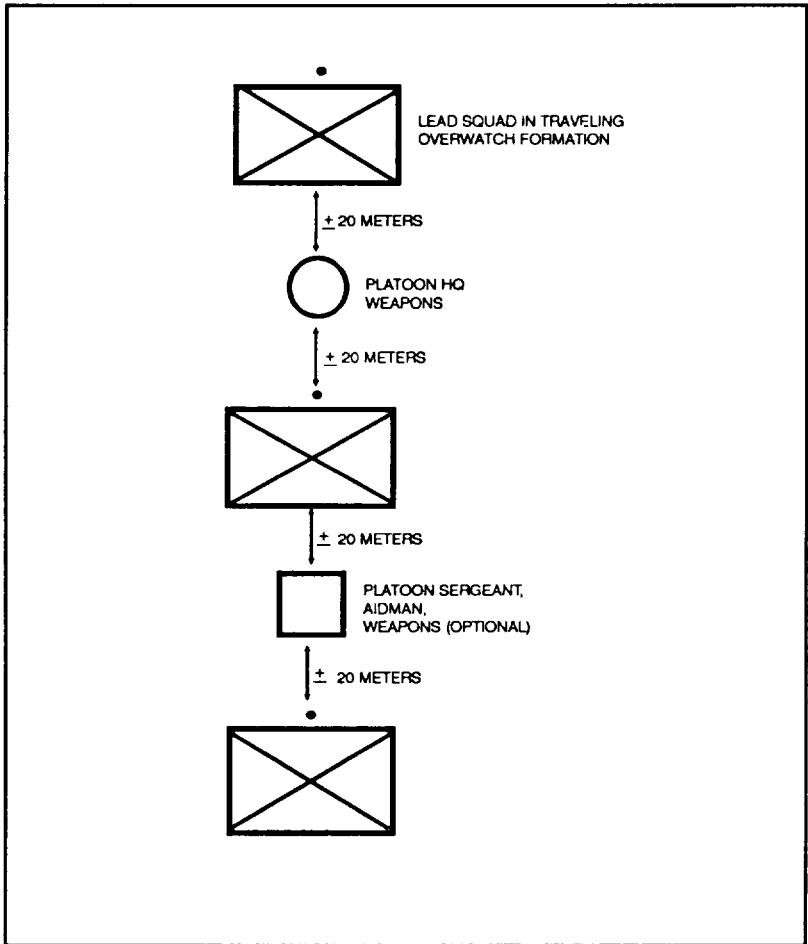 LEAD SQUAD IN TRAVELING
OVERWATCH FORMATION
± 20 METERS
PLATOON HQ
WEAPONS
± 20 METERS
± 20 METERS
PLATOON SERGEANT,
AIDMAN,
WEAPONS (OPTIONAL)
± 20 METERS